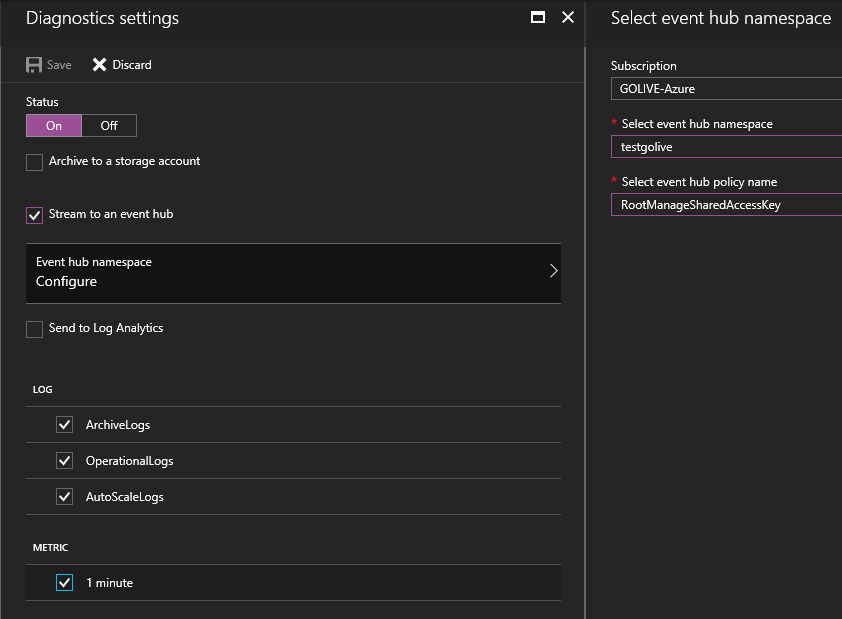 Diagnostics settings
Save Discard
Status
On Off
Archive to a storage account
Stream to an event hub
Event hub namespace
Configure
Send to Log Analytics
LOG
ArchiveLogs
OperationalLogs
AutoScaleLogs
METRIC
1 minute
Select event hub namespace
Subscription
GOLIVE-Azure
* Select event hub namespace
testgolive
* Select event hub policy name
RootManageSharedAccessKey